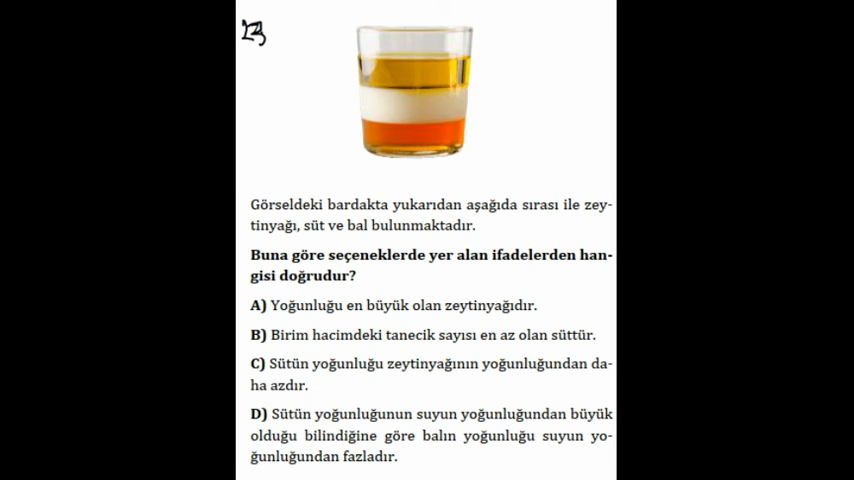 23
Görseldeki bardakta yukarıdan aşağıda sırası ile zey-
tinyağı, süt ve bal bulunmaktadır.
Buna göre seçeneklerde yer alan ifadelerden han-
gisi doğrudur?
A) Yoğunluğu en büyük olan zeytinyağıdır.
B) Birim hacimdeki tanecik sayısı en az olan süttür.
C) Sütün yoğunluğu zeytinyağının yoğunluğundan da-
ha azdır.
D) Sütün yoğunluğunun suyun yoğunluğundan büyük
olduğu bilindiğine göre balın yoğunluğu suyun yo-
ğunluğundan fazladır.